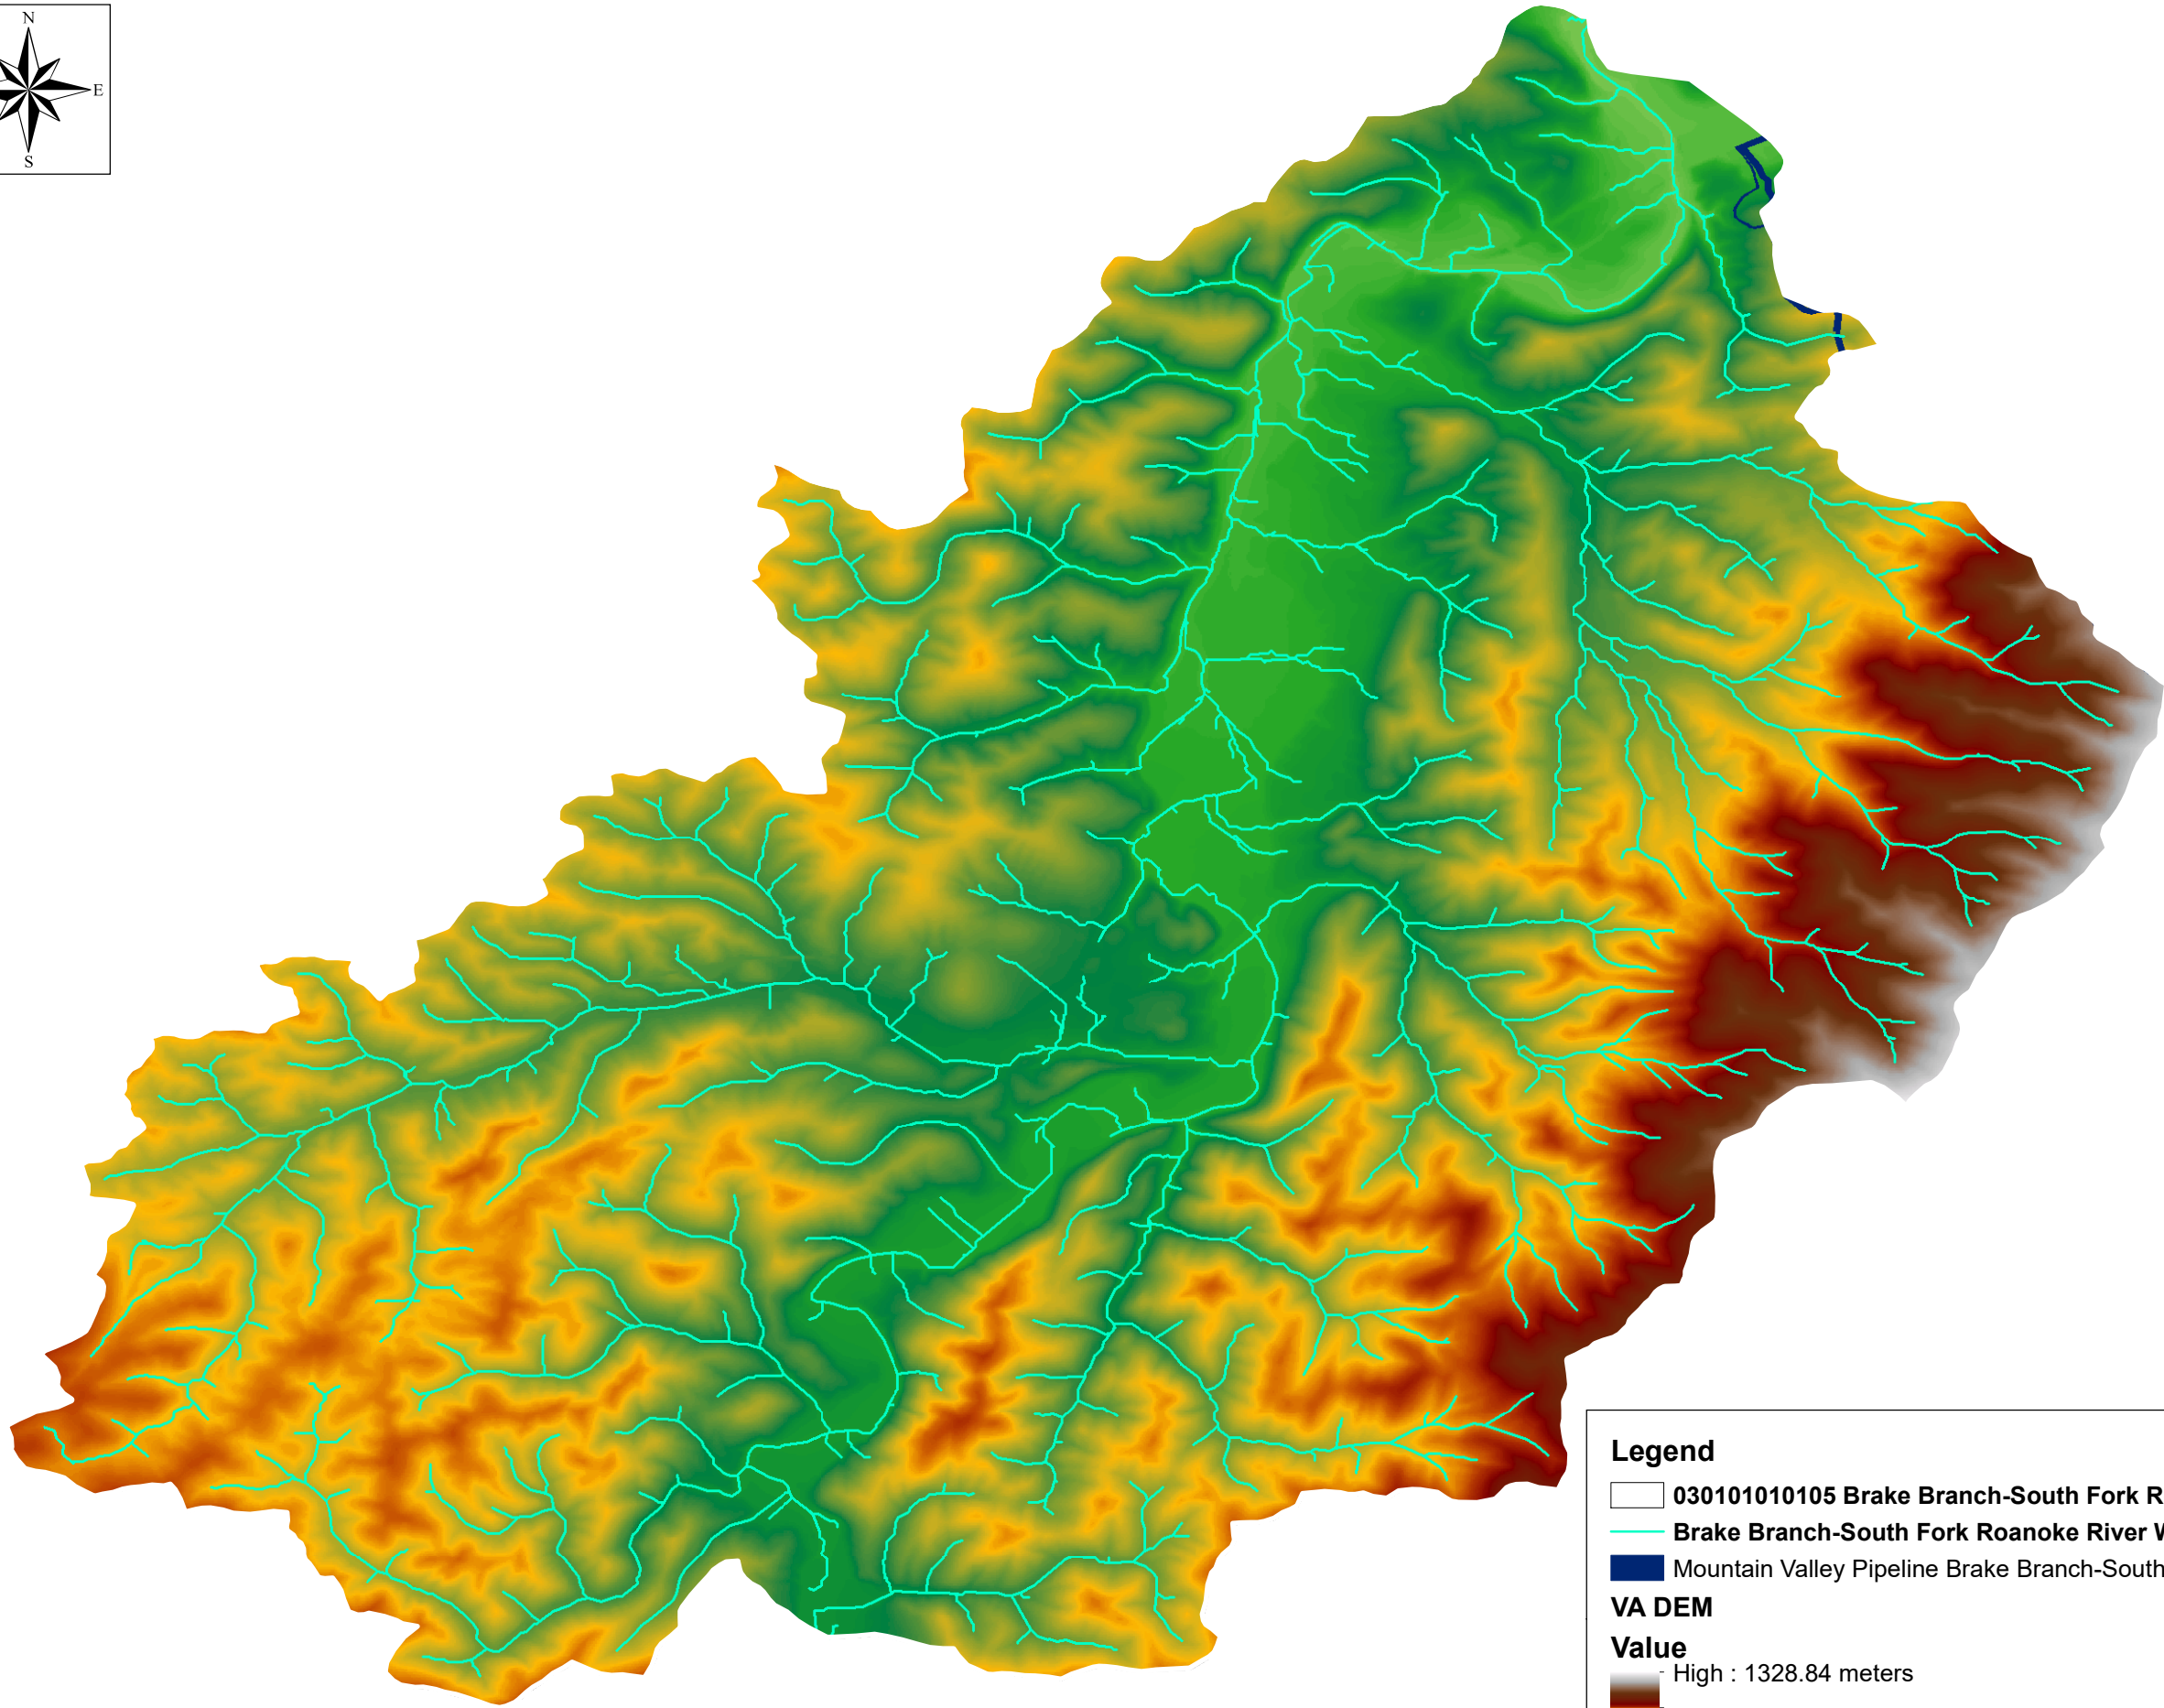 N
E
S
Legend
030101010105 Brake Branch-South Fork R
Brake Branch-South Fork Roanoke River
Mountain Valley Pipeline Brake Branch-South
VA DEM
Value
High : 1328.84 meters